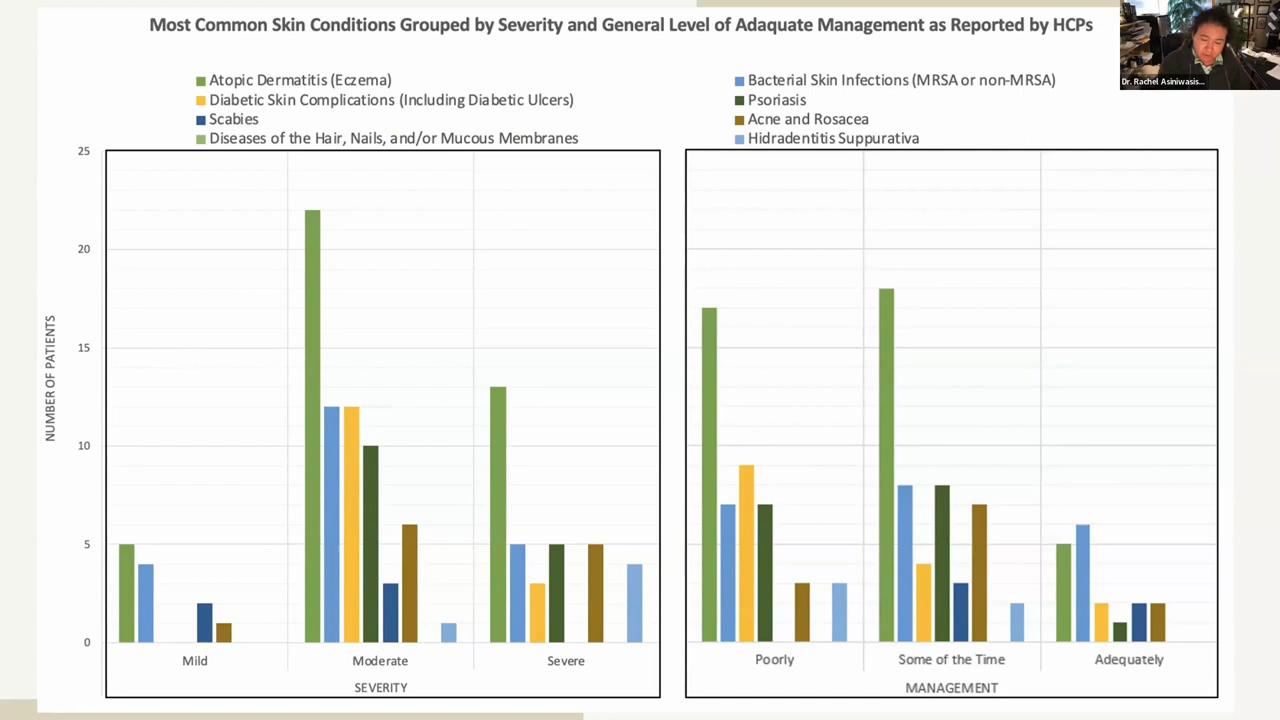 Most Common Skin Conditions Grouped by Severity and General Level of Adaquate Management as Reported by HCPs
Dr. Rachel Asiniwasis...
Atopic Dermatitis (Eczema)
Bacterial Skin Infections (MRSA or non-MRSA)
Diabetic Skin Complications (Including Diabetic Ulcers)
Psoriasis
Scabies
Acne and Rosacea
Diseases of the Hair, Nails, and/or Mucous Membranes
Hidradentitis Suppurativa
NUMBER OF PATIENTS
25
20
15
10
5
0
Mild
Moderate
Severe
SEVERITY
Poorly
Some of the Time
Adequately
MANAGEMENT